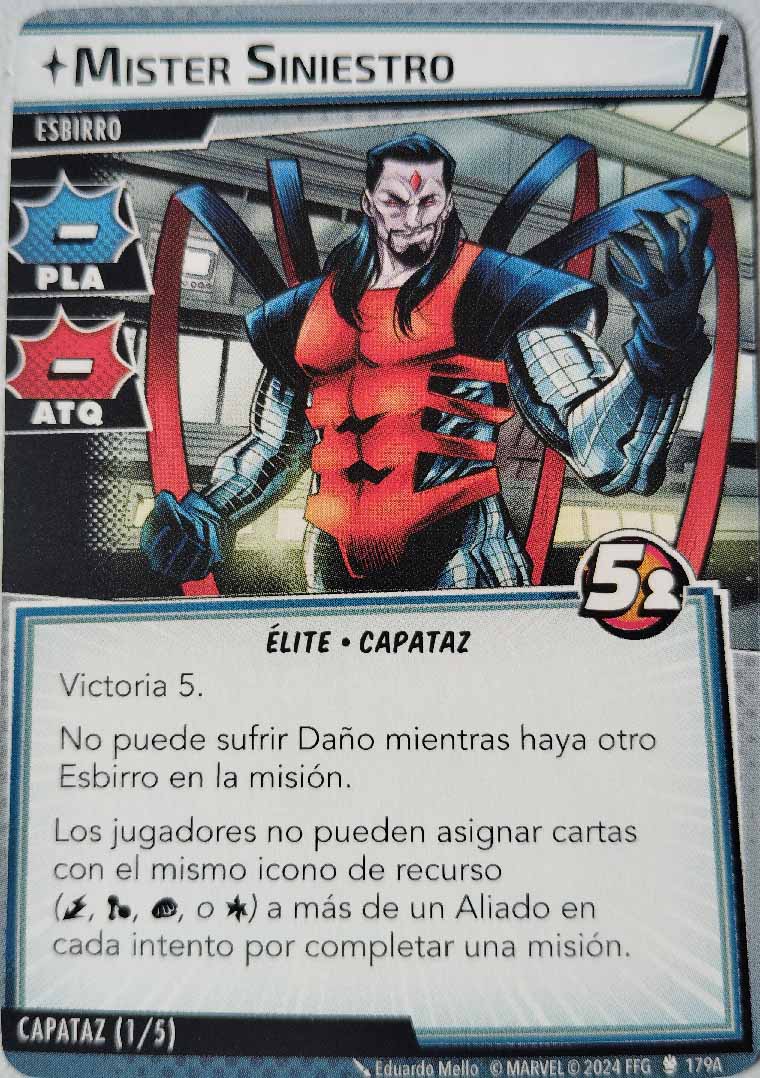 MISTER SINIESTRO
ESBIRRO
-
PLA
-
ATQ
5
ÉLITE • CAPATAZ
Victoria 5.
No puede sufrir Daño mientras haya otro
Esbirro en la misión.
Los jugadores no pueden asignar cartas
con el mismo icono de recurso
( , , , o ) a más de un Aliado en
cada intento por completar una misión.
CAPATAZ (1/5)
Eduardo Mello © MARVEL © 2024 FFG 179A